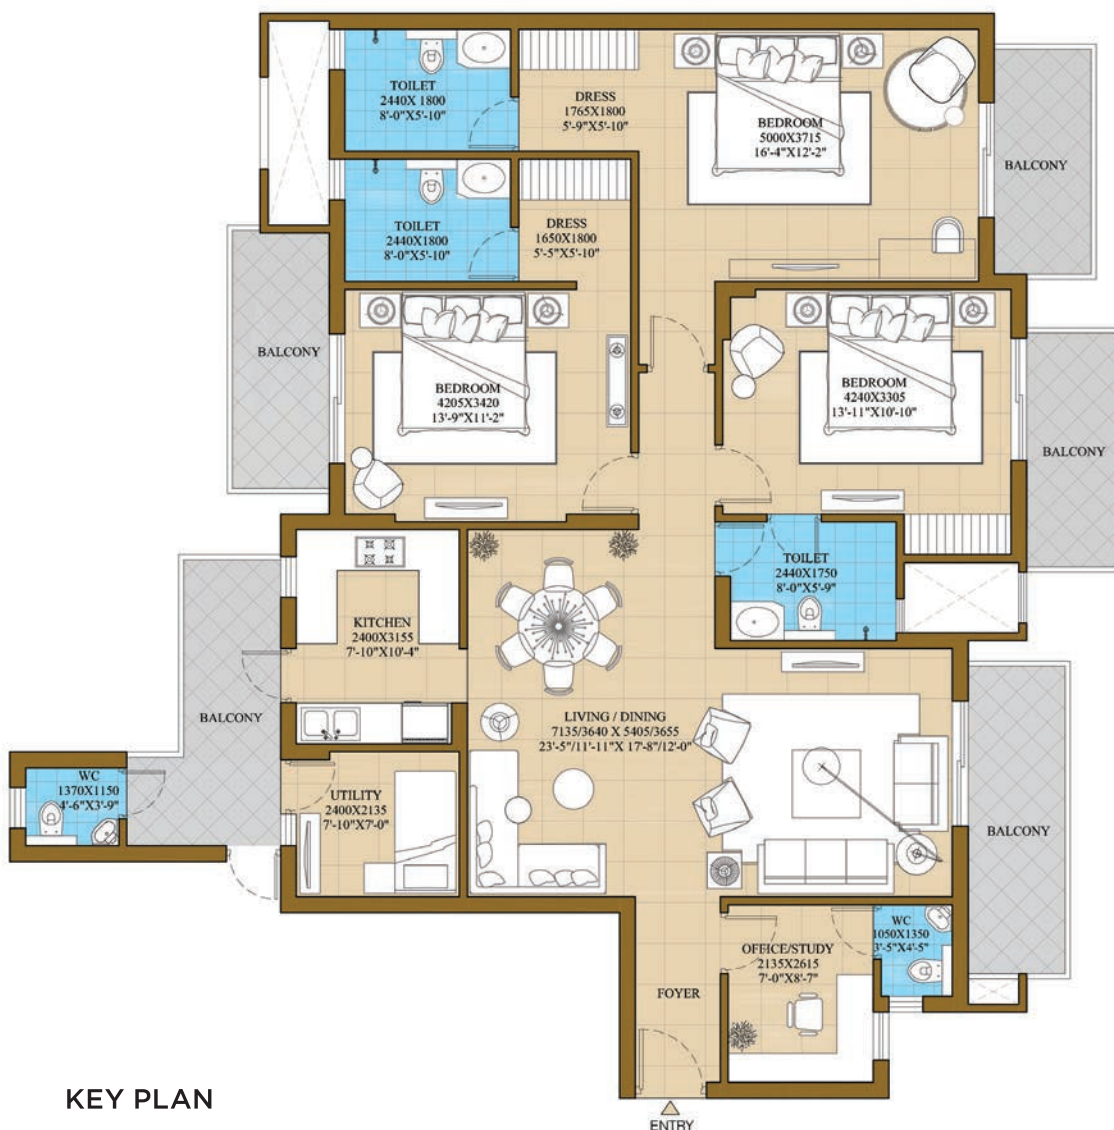 TOILET
2440X 1800
8'-0"X5'-10"
DRESS
1765X1800
5'-9"X5'-10"
BEDROOM
5000X3715
16'-4"X12'-2"
BALCONY
TOILET
2440X1800
8'-0"X5'-10"
DRESS
1650X1800
5'-5"X5'-10"
BALCONY
BEDROOM
4205X3420
13'-9"X11'-2"
BEDROOM
4240X3305
13'-11"X10'-10"
BALCONY
TOILET
2440X1750
8'-0"X5'-9"
KITCHEN
2400X3155
7'-10"X10'-4"
BALCONY
LIVING / DINING
7135/3640 X 5405/3655
23'-5"/11'-11"X 17'-8"/12'-0"
WC
1370X1150
4'-6"X3'-9"
UTILITY
2400X2135
7'-10"X7'-0"
BALCONY
OFFICE/STUDY
2135X2615
7'-0"X8'-7"
WC
1050X1350
3'-5"X4'-5"
FOYER
KEY PLAN
ENTRY